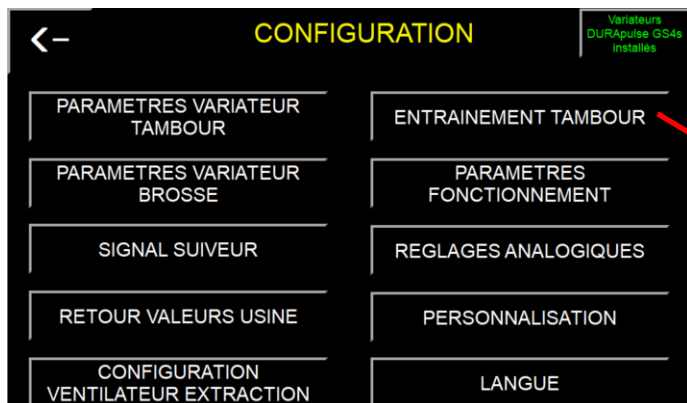 CONFIGURATION
Variateurs
DURApulse GS4s
installés
PARAMETRES VARIATEUR
TAMBOUR
ENTRAINEMENT TAMBOUR
PARAMETRES VARIATEUR
BROSSE
PARAMETRES
FONCTIONNEMENT
SIGNAL SUIVEUR
REGLAGES ANALOGIQUES
RETOUR VALEURS USINE
PERSONNALISATION
CONFIGURATION
VENTILATEUR EXTRACTION
LANGUE